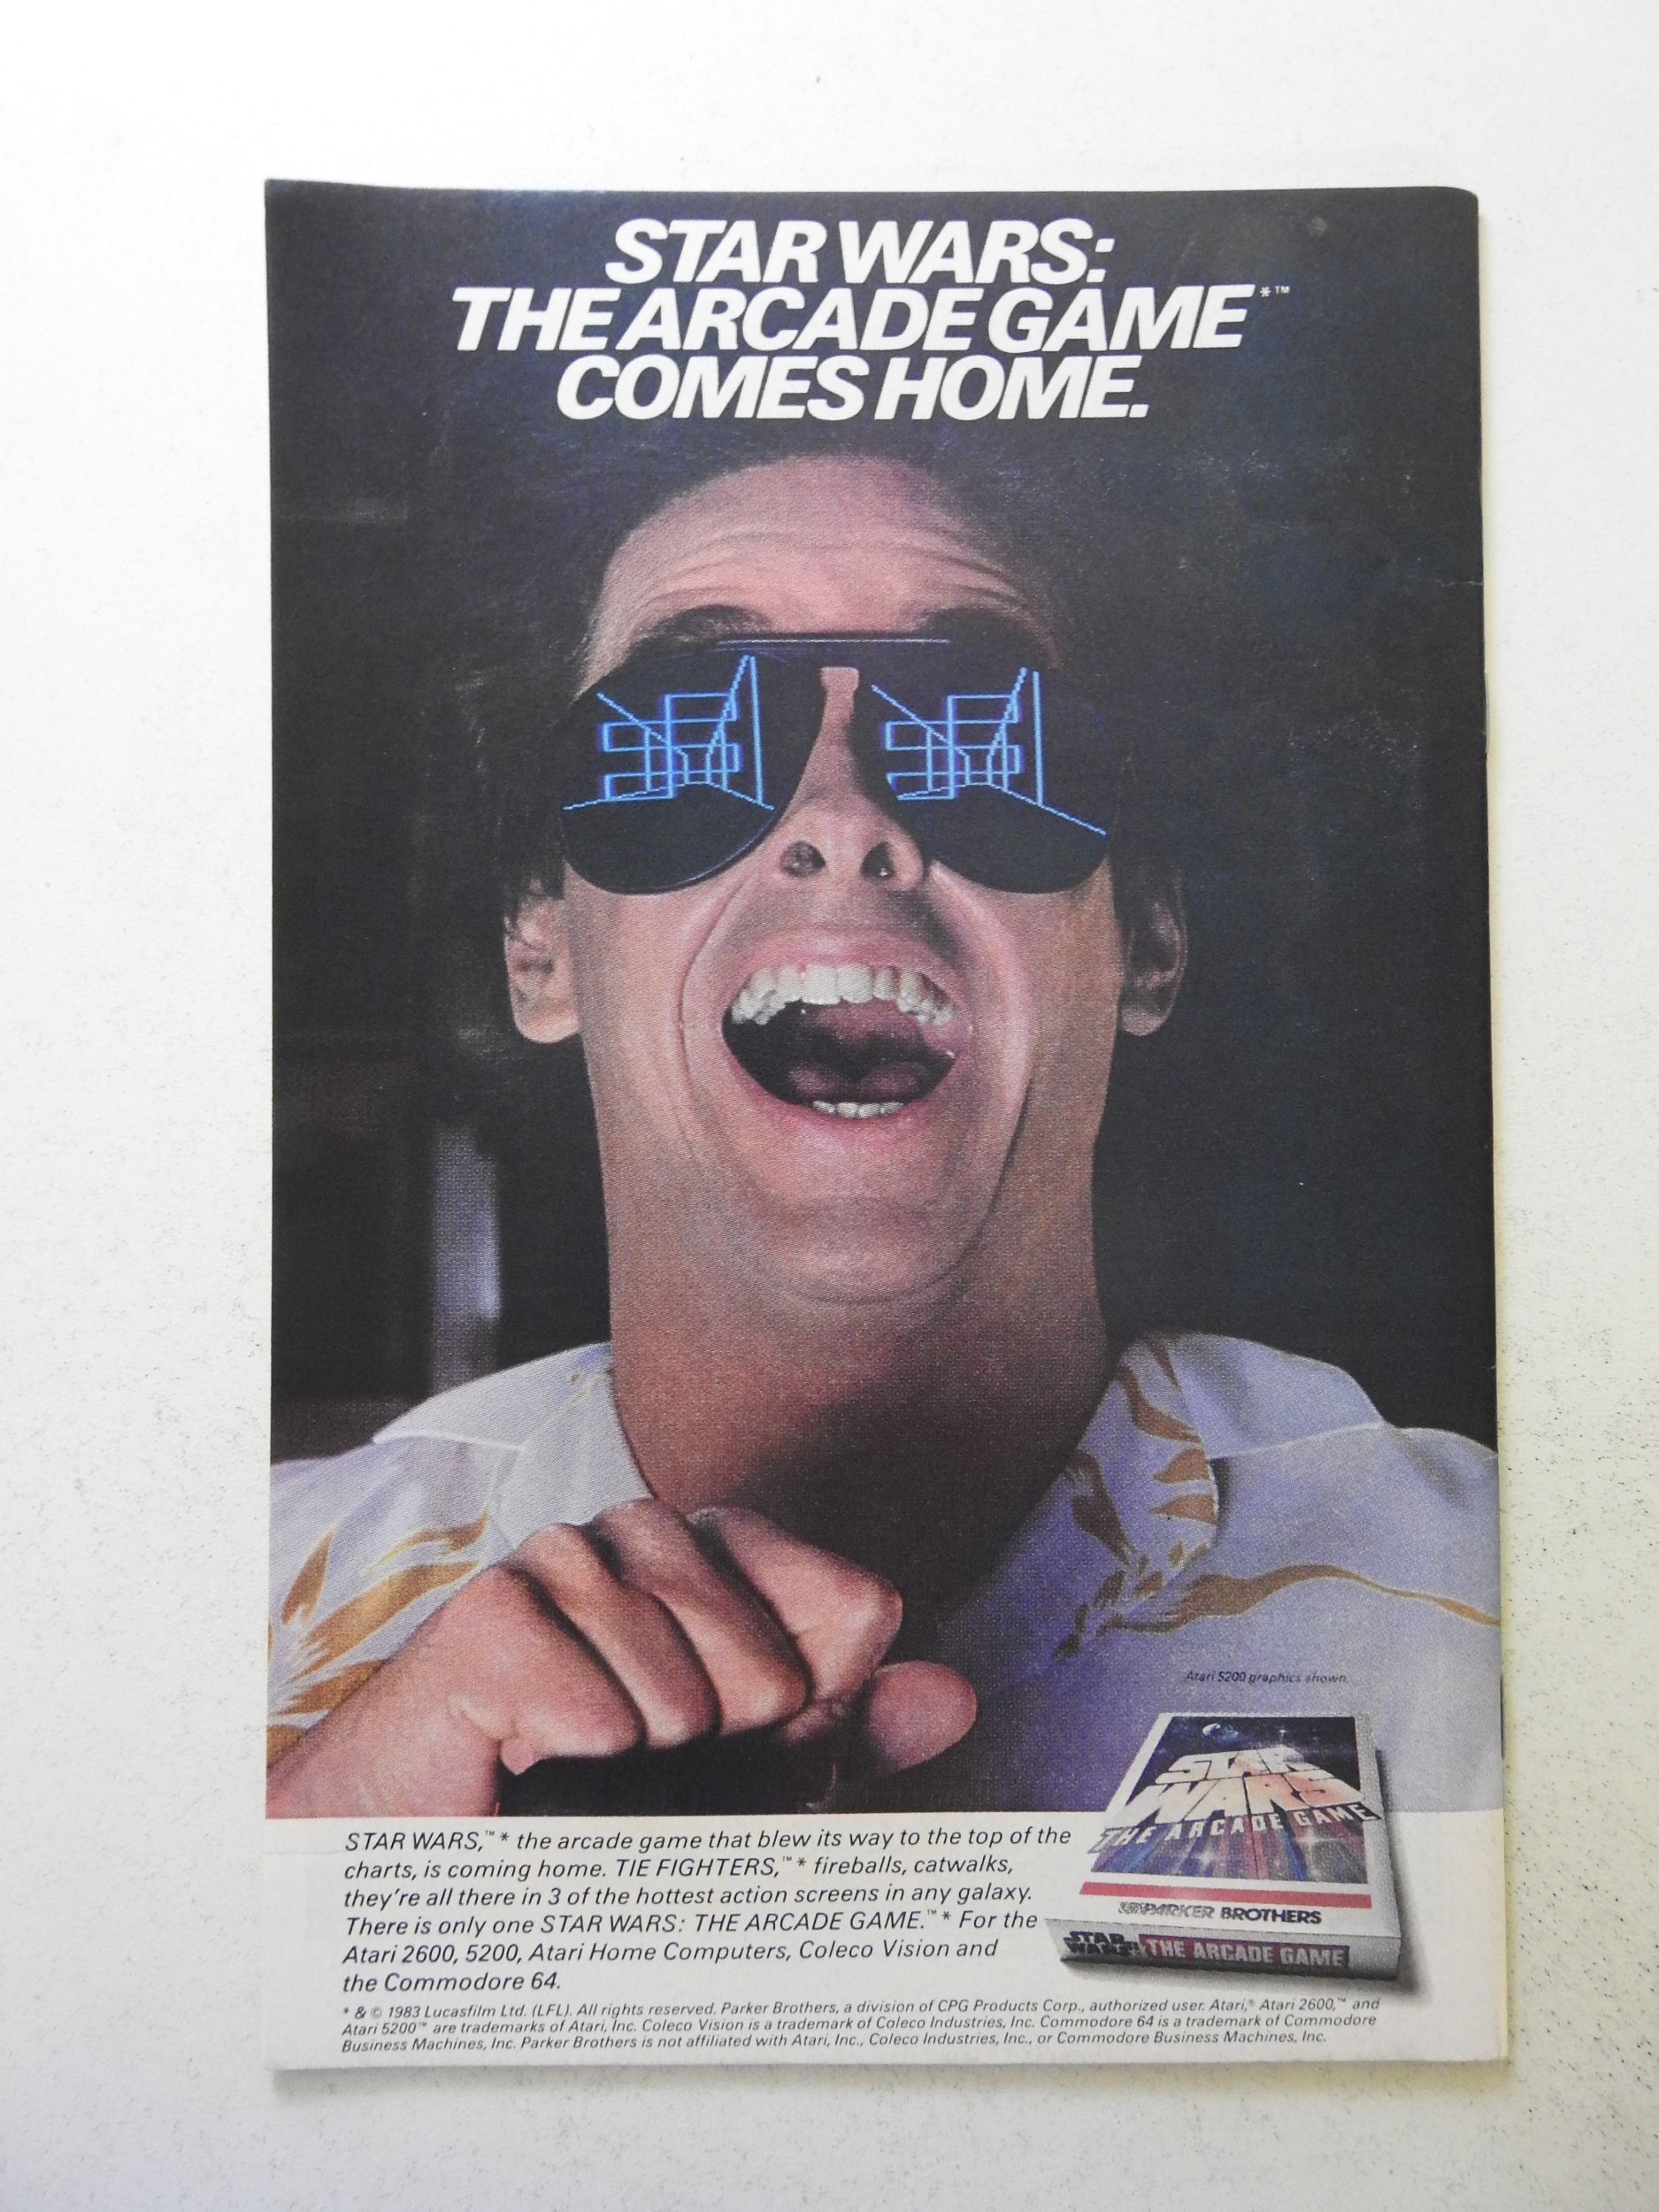 STAR WARS:
THE ARCADE GAME*™
COMES HOME.
Atari 5200 graphics shown.
STAR WARS
THE ARCADE GAME
PARKER BROTHERS
STAR WARS THE ARCADE GAME
STAR WARS,™* the arcade game that blew its way to the top of the
charts, is coming home. TIE FIGHTERS,™* fireballs, catwalks,
they're all there in 3 of the hottest action screens in any galaxy.
There is only one STAR WARS: THE ARCADE GAME.™* For the
Atari 2600, 5200, Atari Home Computers, Coleco Vision and
the Commodore 64.
* & © 1983 Lucasfilm Ltd. (LFL). All rights reserved. Parker Brothers, a division of CPG Products Corp., authorized user. Atari,® Atari 2600,™ and
Atari 5200™ are trademarks of Atari, Inc. Coleco Vision is a trademark of Coleco Industries, Inc. Commodore 64 is a trademark of Commodore
Business Machines, Inc. Parker Brothers is not affiliated with Atari, Inc., Coleco Industries, Inc., or Commodore Business Machines, Inc.